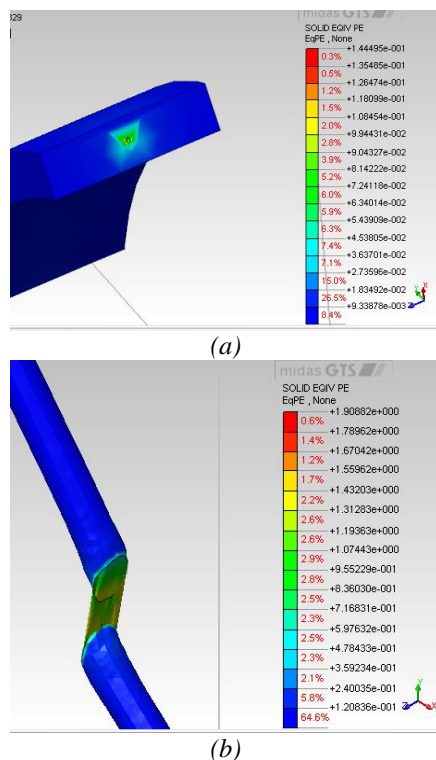 329
midas GTS
SOLID EQIV PE
EqPE , None
+1.44495e-001
0.3%
+1.35485e-001
0.5%
+1.26474e-001
1.2%
+1.18099e-001
1.5%
+1.08454e-001
2.0%
+9.94431e-002
2.8%
+9.04327e-002
3.9%
+8.14222e-002
5.2%
+7.24118e-002
6.0%
+6.34014e-002
5.9%
+5.43909e-002
6.3%
+4.53805e-002
7.4%
+3.63701e-002
7.1%
+2.73596e-002
15.0%
+1.83492e-002
26.5%
+9.33878e-003
8.4%
(a)
midas GTS
SOLID EQIV PE
EqPE , None
+1.90882e+000
0.6%
+1.78962e+000
1.4%
+1.67042e+000
1.2%
+1.55962e+000
1.7%
+1.43203e+000
2.2%
+1.31283e+000
2.6%
+1.19363e+000
2.6%
+1.07443e+000
2.9%
+9.55229e-001
2.8%
+8.36030e-001
2.5%
+7.16831e-001
2.3%
+5.97632e-001
2.5%
+4.78433e-001
2.3%
+3.59234e-001
2.1%
+2.40035e-001
5.8%
+1.20836e-001
64.6%
(b)